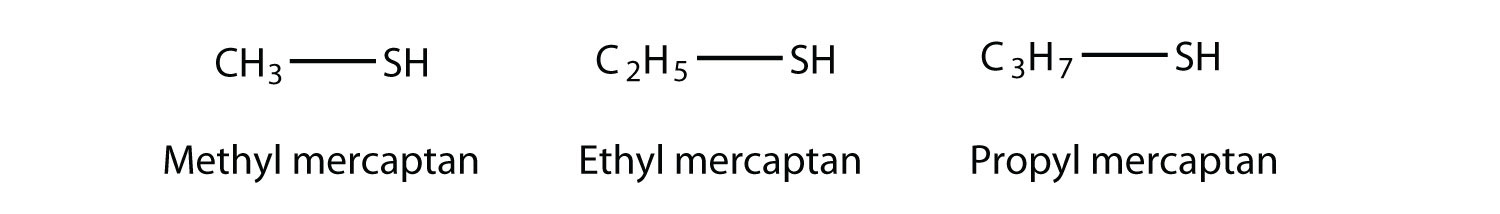 CH₃—SH C₂H₅—SH C₃H₇—SH
Methyl mercaptan Ethyl mercaptan Propyl mercaptan